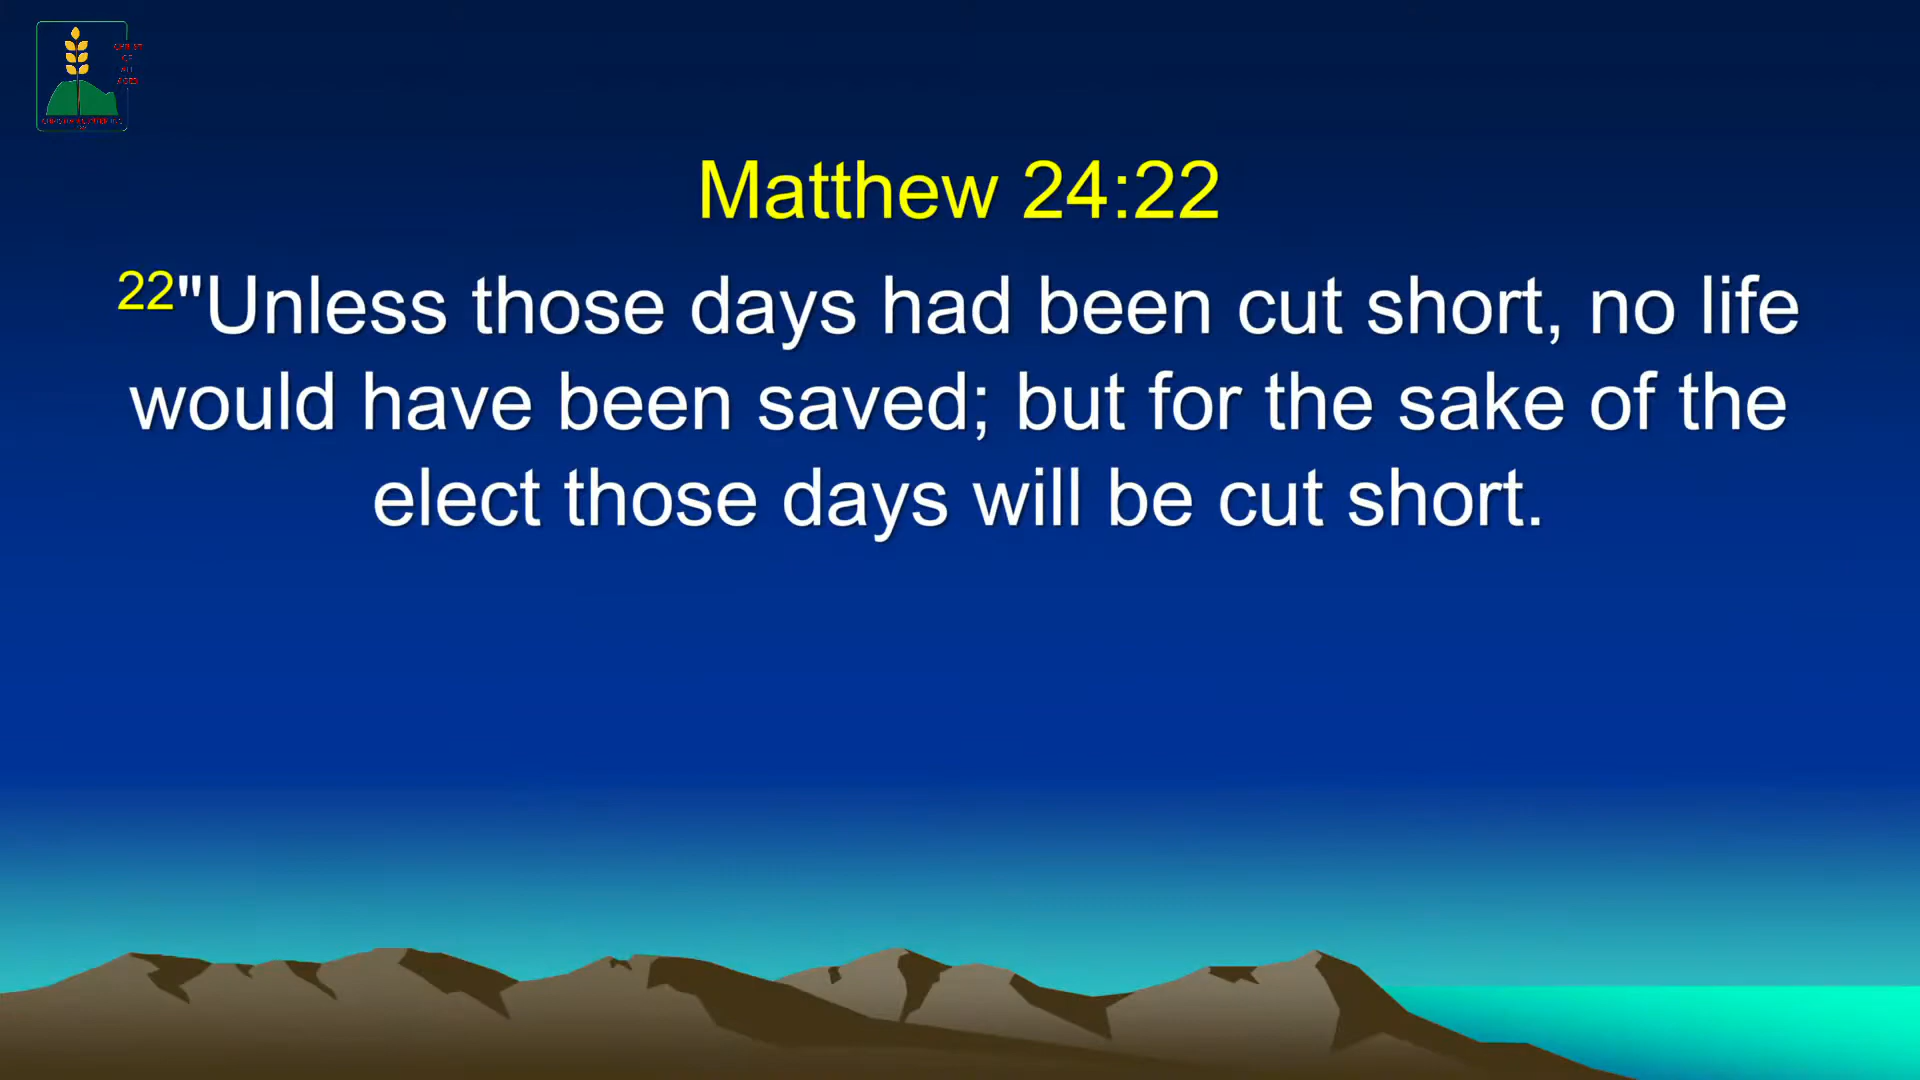 Matthew 24:22
22"Unless those days had been cut short, no life
would have been saved; but for the sake of the
elect those days will be cut short.